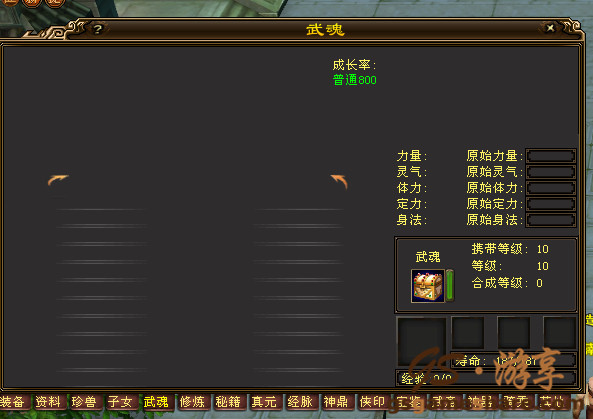 ?
武魂
成长率:
普通800
力量: 原始力量:
灵气: 原始灵气:
体力: 原始体力:
定力: 原始定力:
身法: 原始身法:
武魂
携带等级: 10
等级: 10
合成等级: 0
寿命:
经验 0/0
游享
装备 资料 珍兽 子女 武魂 修炼 秘籍 真元 经脉 神鼎 侠印